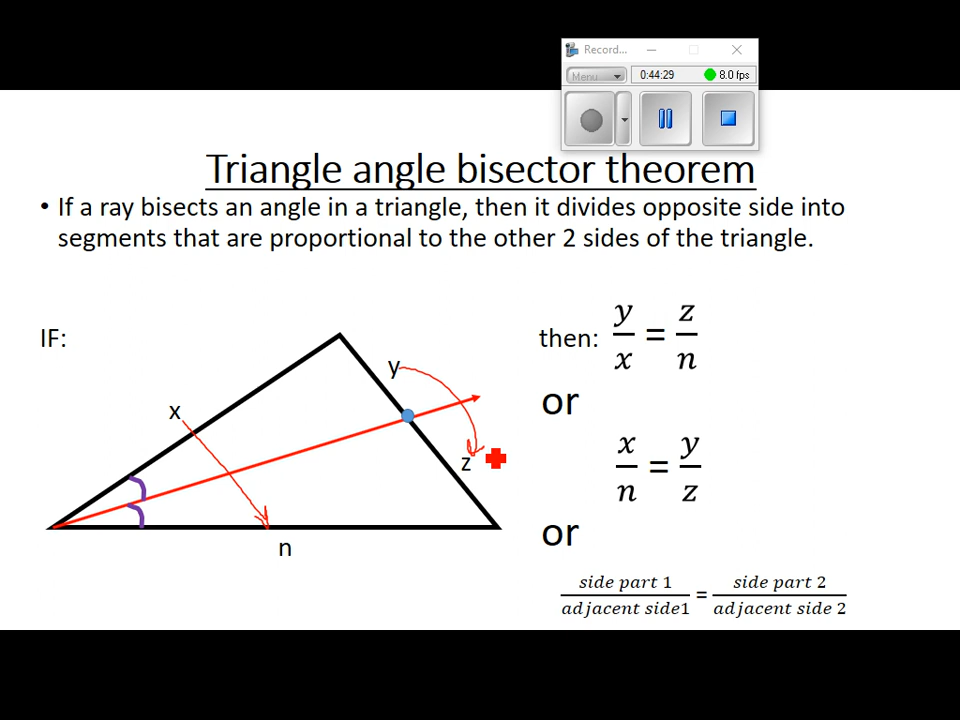 Record...
Menu
0:44:29
8.0 fps
Triangle angle bisector theorem
• If a ray bisects an angle in a triangle, then it divides opposite side into
segments that are proportional to the other 2 sides of the triangle.
IF:
x
y
z
n
then: y/x = z/n
or
x/n = y/z
or
side part 1/adjacent side1 = side part 2/adjacent side 2